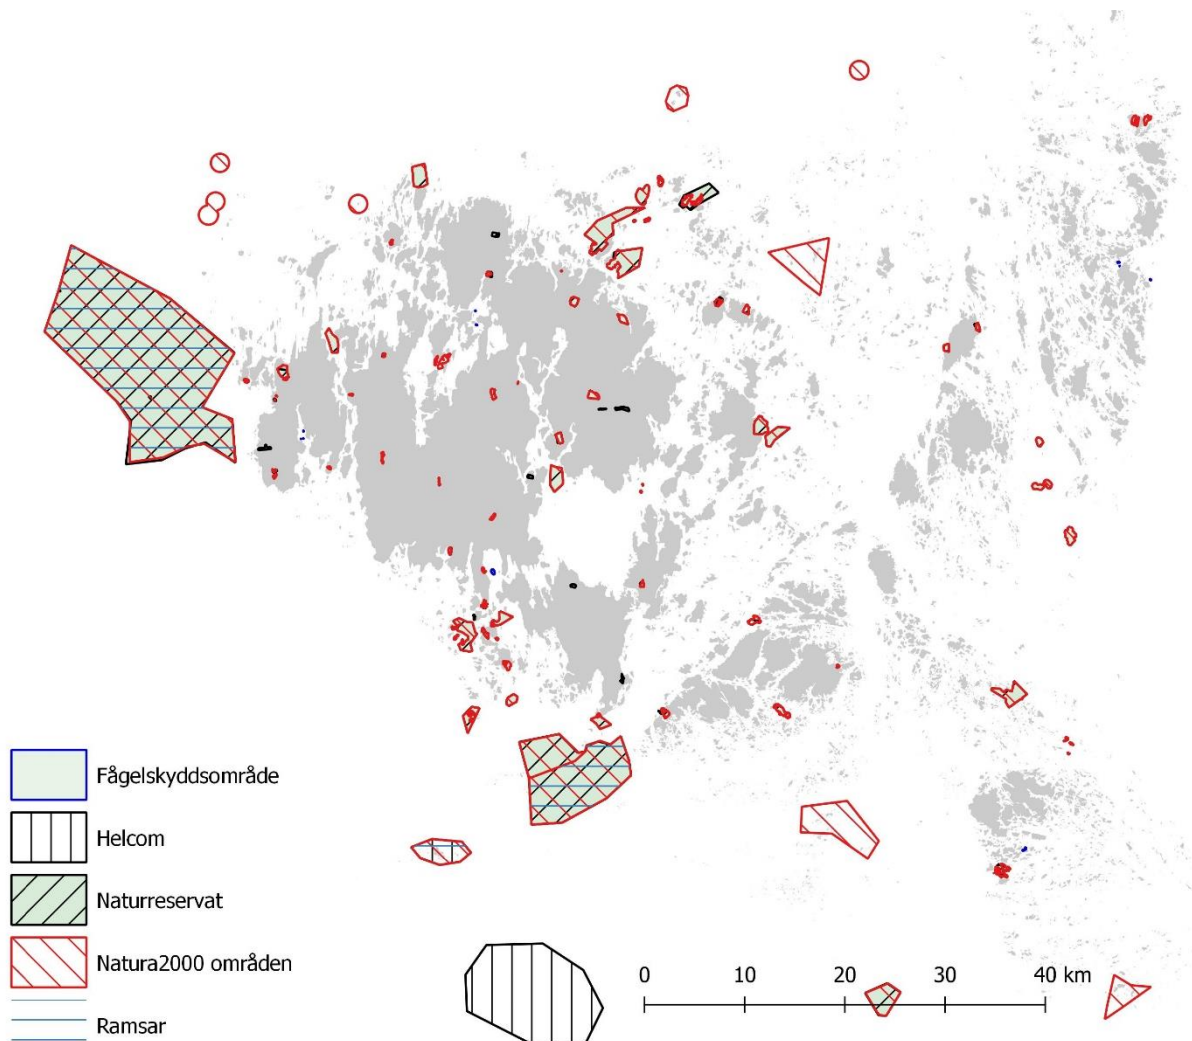 Fågelskyddsområde
Helcom
Naturreservat
Natura2000 områden
Ramsar
0 10 20 30 40 km